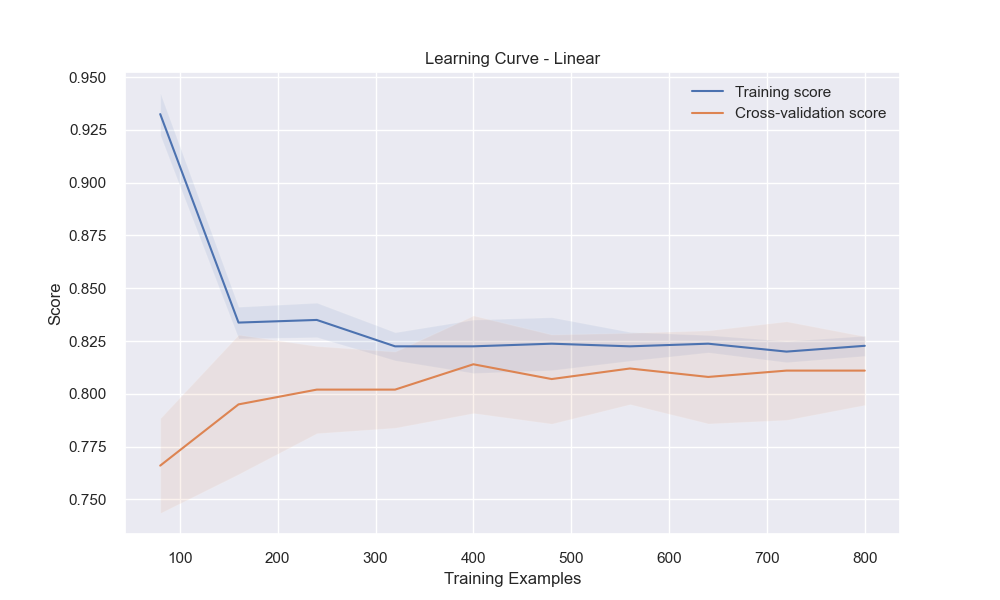 Learning Curve - Linear
Training score
Cross-validation score
0.950
0.925
0.900
0.875
0.850
0.825
0.800
0.775
0.750
Score
100 200 300 400 500 600 700 800
Training Examples